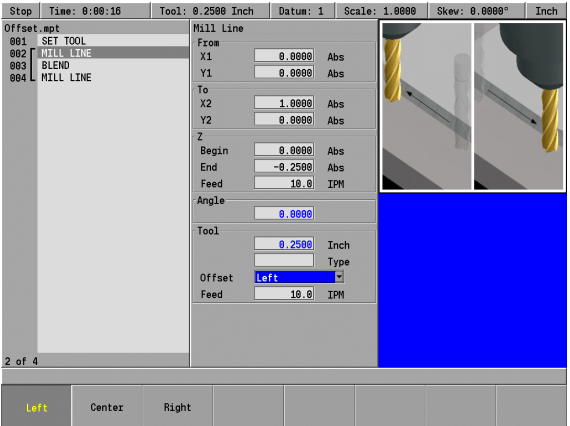 Stop Time: 0:00:16 Tool: 0.2500 Inch Datum: 1 Scale: 1.0000 Skew: 0.0000° Inch
Offset.mpt
001 SET TOOL
002 MILL LINE
003 BLEND
004 MILL LINE
2 of 4
Mill Line
From
X1 0.0000 Abs
Y1 0.0000 Abs
To
X2 1.0000 Abs
Y2 0.0000 Abs
Z
Begin 0.0000 Abs
End -0.2500 Abs
Feed 10.0 IPM
Angle
0.0000
Tool
0.2500 Inch
Type
Offset Left
Feed 10.0 IPM
Left Center Right